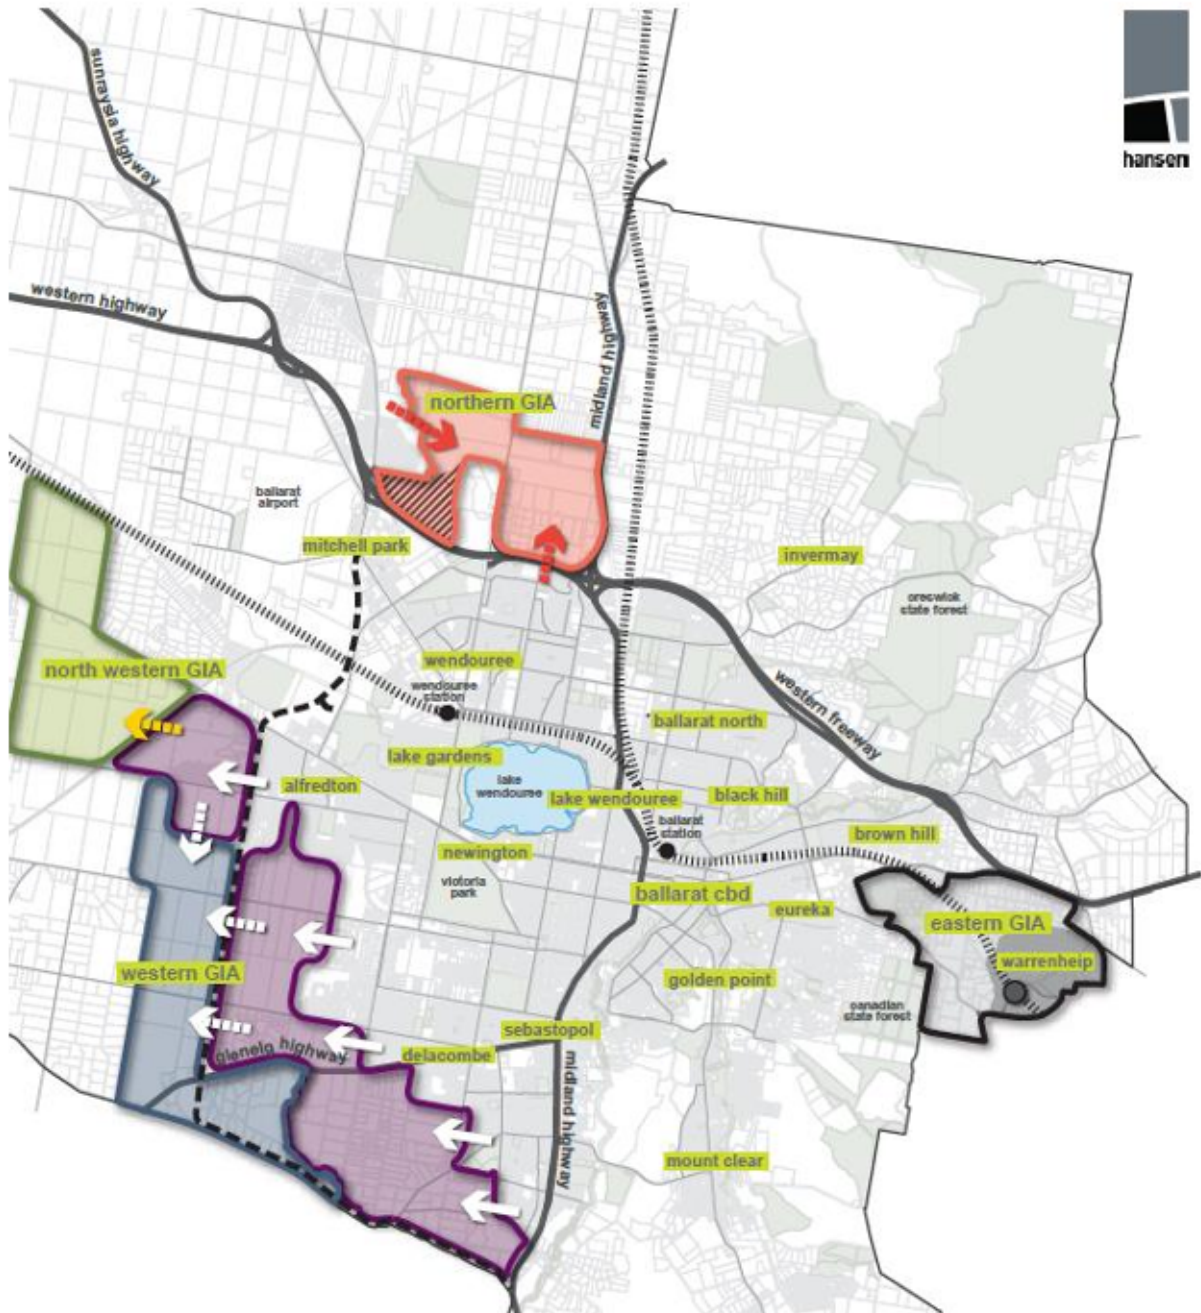 hansen
sunraysia highway
western highway
midland highway
northern GIA
ballarat
airport
mitchell park
invermay
creswick
state forest
north western GIA
wendouree
wendouree
station
western freeway
ballarat north
lake gardens
alfredton
lake
wendouree
lake wendouree
black hill
ballarat
station
brown hill
newington
victoria
park
ballarat cbd
eureka
eastern GIA
warrenheip
western GIA
golden point
canadian
state forest
sebastopol
glenelg highway
delacombe
midland highway
mount clear